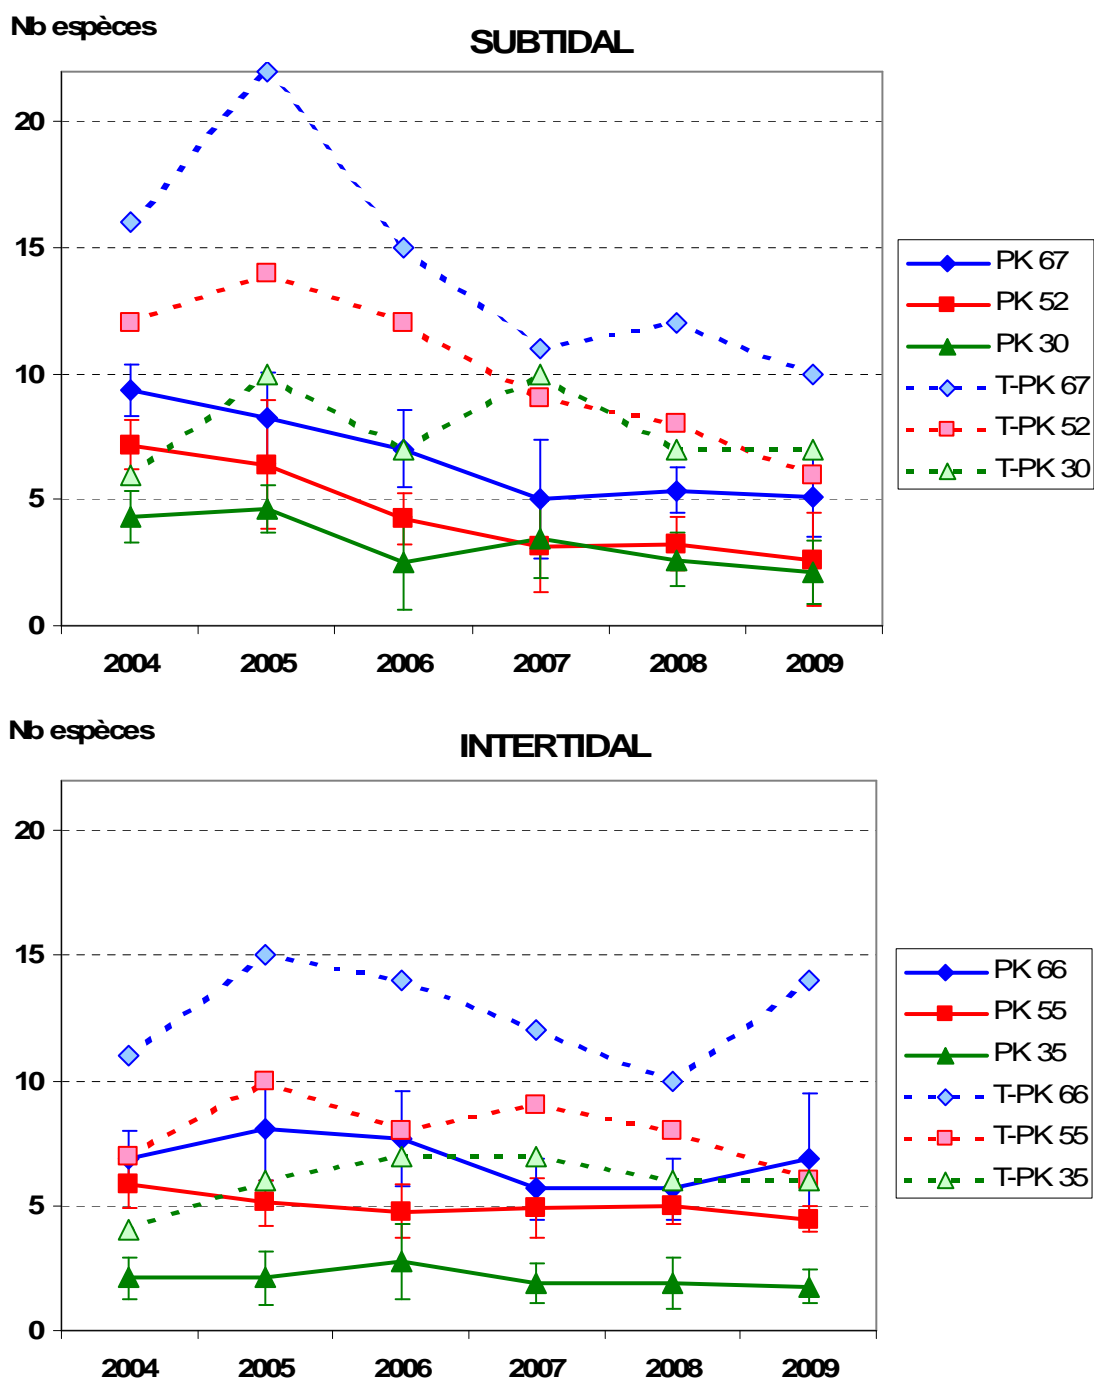 Nb espèces
SUBTIDAL
20
15
10
5
0
2004 2005 2006 2007 2008 2009
PK 67
PK 52
PK 30
T-PK 67
T-PK 52
T-PK 30
Nb espèces
INTERTIDAL
20
15
10
5
0
2004 2005 2006 2007 2008 2009
PK 66
PK 55
PK 35
T-PK 66
T-PK 55
T-PK 35